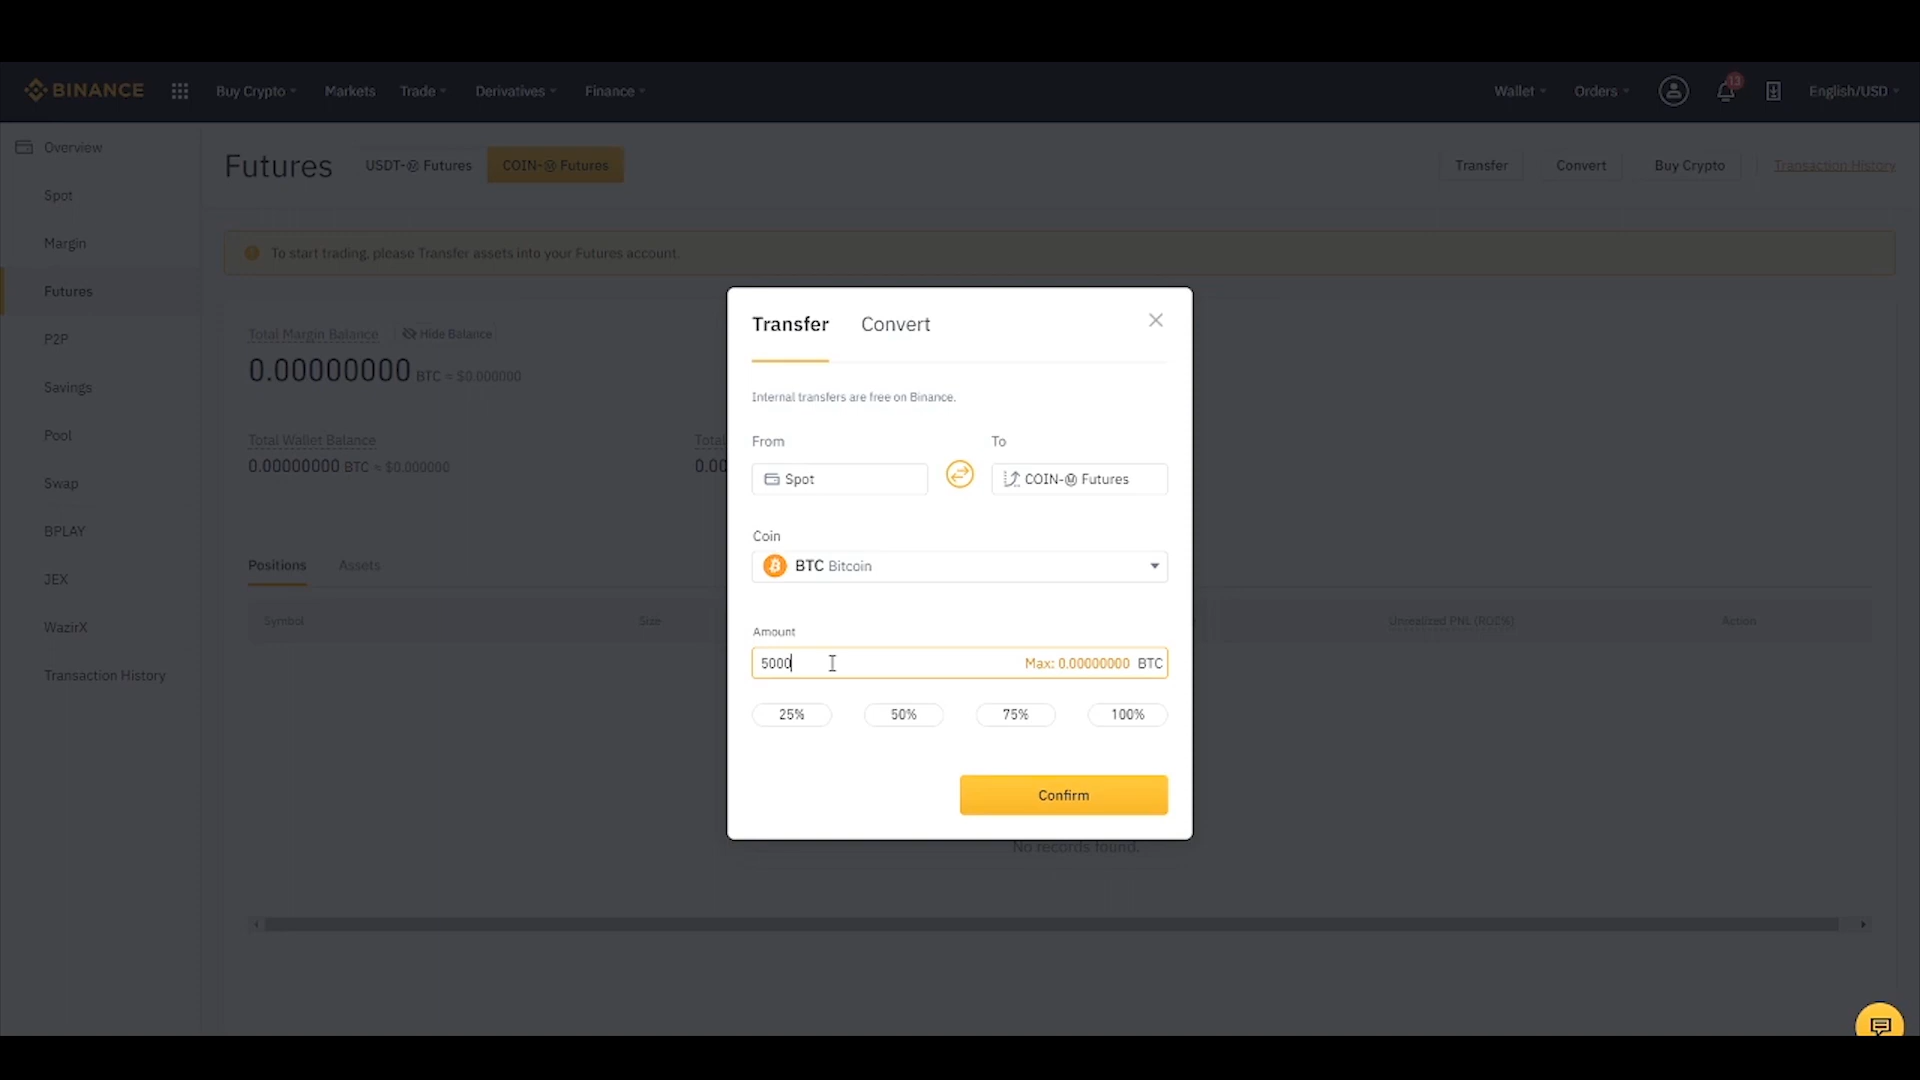 BINANCE Buy Crypto Markets Trade Derivatives Finance Wallet Orders 13 English/USD
Overview
Spot
Margin
Futures
P2P
Savings
Pool
Swap
BPLAY
JEX
WazirX
Transaction History
Futures USDT-Ⓜ Futures COIN-Ⓜ Futures Transfer Convert Buy Crypto Transaction History
To start trading, please Transfer assets into your Futures account.
Total Margin Balance Hide Balance
0.00000000 BTC ≈ $0.000000
Total Wallet Balance Total
0.00000000 BTC ≈ $0.000000 0.00
Positions Assets
Symbol Size Unrealized PNL (ROE%) Action
No records found.
Transfer Convert
Internal transfers are free on Binance.
From To
Spot COIN-Ⓜ Futures
Coin
BTC Bitcoin
Amount
5000 Max: 0.00000000 BTC
25% 50% 75% 100%
Confirm